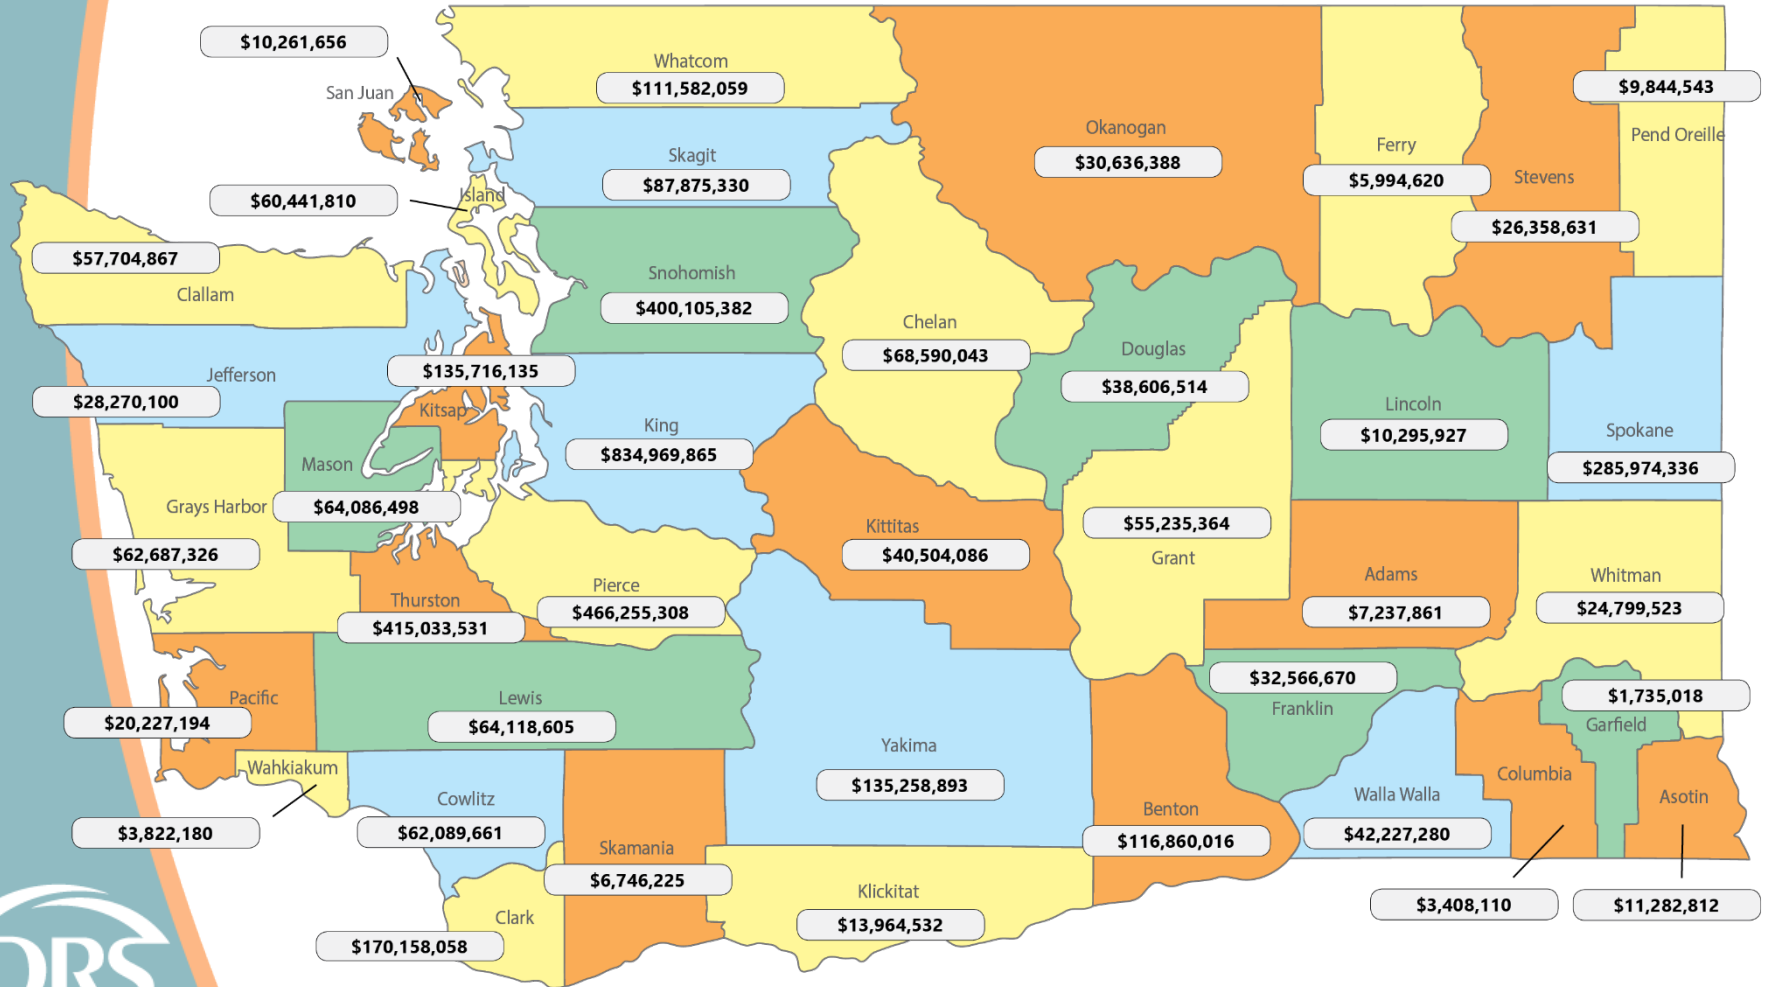 $10,261,656
San Juan
Whatcom
$111,582,059
Skagit
$87,875,330
Okanogan
$30,636,388
Ferry
$5,994,620
Stevens
$26,358,631
$9,844,543
Pend Oreille
Island
$60,441,810
$57,704,867
Clallam
Snohomish
$400,105,382
Chelan
$68,590,043
Douglas
$38,606,514
Jefferson
$28,270,100
$135,716,135
Kitsap
King
$834,969,865
Lincoln
$10,295,927
Spokane
$285,974,336
Mason
$64,086,498
Grays Harbor
$62,687,326
Kittitas
$40,504,086
$55,235,364
Grant
Adams
$7,237,861
Whitman
$24,799,523
Thurston
$415,033,531
Pierce
$466,255,308
Pacific
$20,227,194
Lewis
$64,118,605
$32,566,670
Franklin
$1,735,018
Garfield
Yakima
$135,258,893
Wahkiakum
$3,822,180
Cowlitz
$62,089,661
Skamania
$6,746,225
Benton
$116,860,016
Walla Walla
$42,227,280
Columbia
$3,408,110
Asotin
$11,282,812
Klickitat
$13,964,532
Clark
$170,158,058
DRS